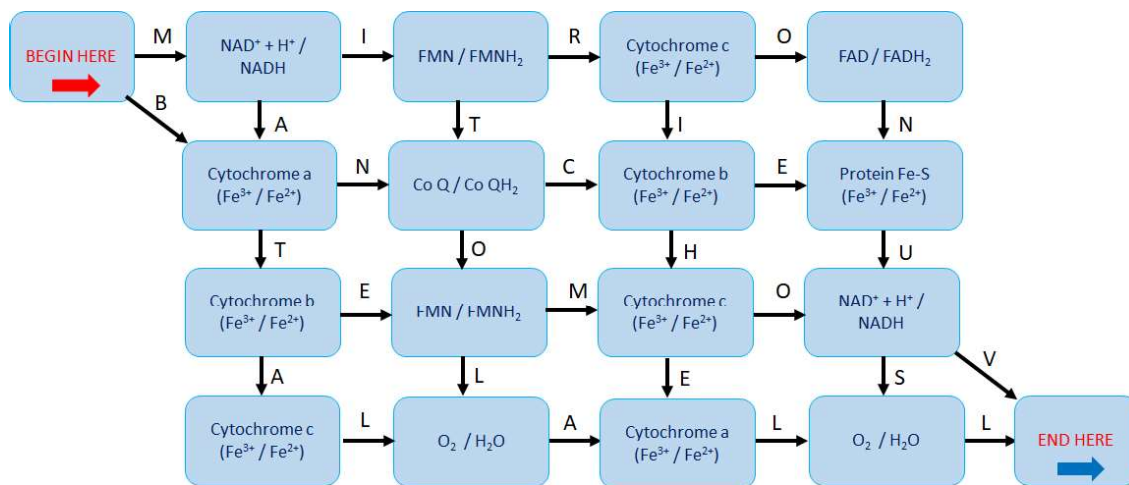 M I R O
BEGIN HERE
NAD⁺ + H⁺ /
NADH
FMN / FMNH₂
Cytochrome c
(Fe³⁺ / Fe²⁺)
FAD / FADH₂
B A T I N
Cytochrome a
(Fe³⁺ / Fe²⁺)
N
Co Q / Co QH₂
C
Cytochrome b
(Fe³⁺ / Fe²⁺)
E
Protein Fe-S
(Fe³⁺ / Fe²⁺)
T O H U
Cytochrome b
(Fe³⁺ / Fe²⁺)
E
FMN / FMNH₂
M
Cytochrome c
(Fe³⁺ / Fe²⁺)
O
NAD⁺ + H⁺ /
NADH
A L E S V
Cytochrome c
(Fe³⁺ / Fe²⁺)
L
O₂ / H₂O
A
Cytochrome a
(Fe³⁺ / Fe²⁺)
L
O₂ / H₂O
L
END HERE